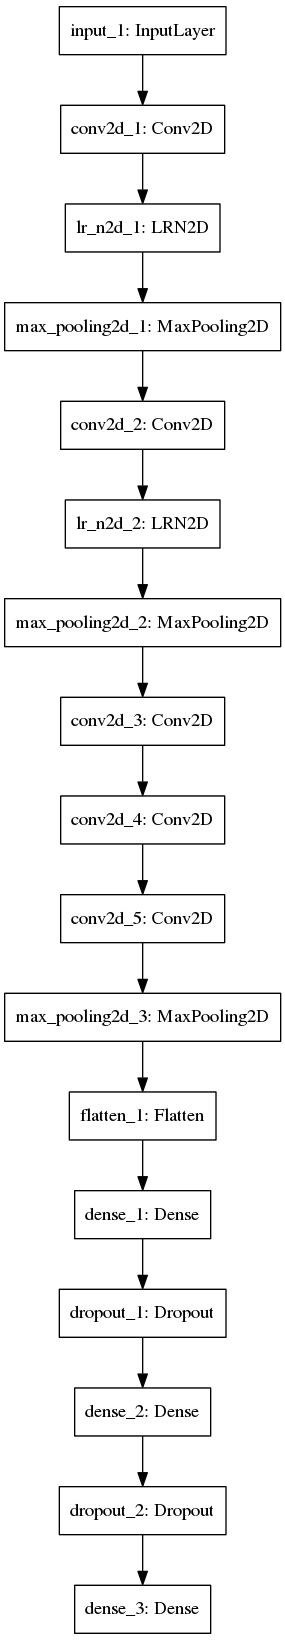 input_1: InputLayer
conv2d_1: Conv2D
lr_n2d_1: LRN2D
max_pooling2d_1: MaxPooling2D
conv2d_2: Conv2D
lr_n2d_2: LRN2D
max_pooling2d_2: MaxPooling2D
conv2d_3: Conv2D
conv2d_4: Conv2D
conv2d_5: Conv2D
max_pooling2d_3: MaxPooling2D
flatten_1: Flatten
dense_1: Dense
dropout_1: Dropout
dense_2: Dense
dropout_2: Dropout
dense_3: Dense